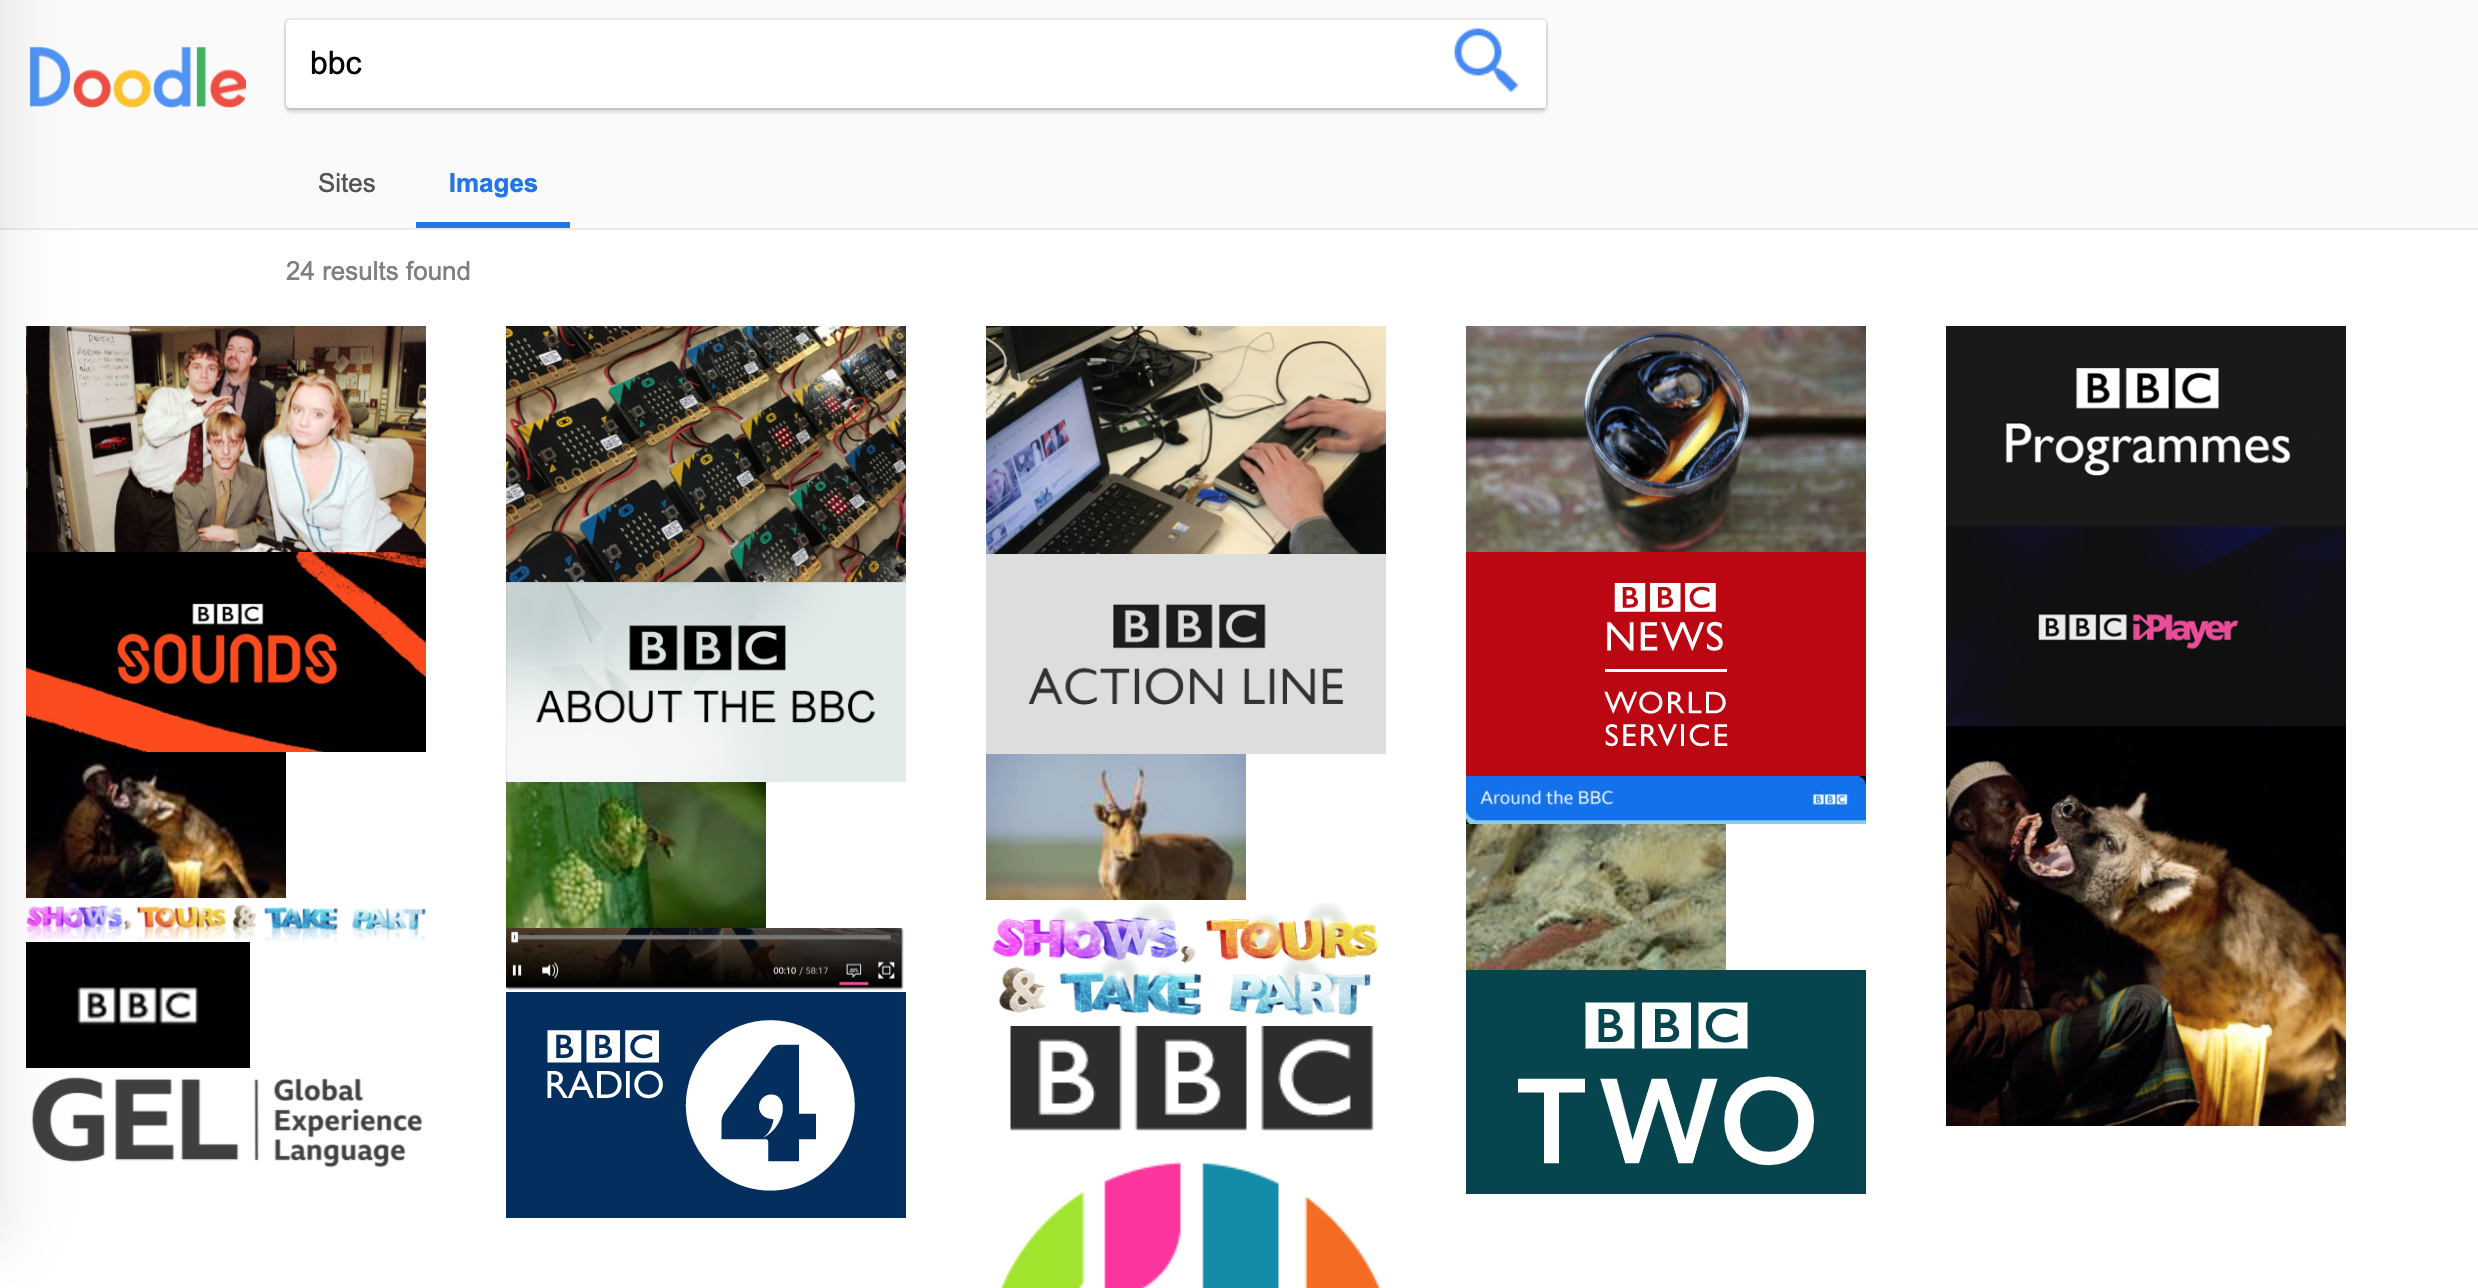 Doodle
bbc
Sites
Images
24 results found
BBC
SOUNDS
SHOWS, TOURS & TAKE PART
BBC
GEL
Global
Experience
Language
BBC
ABOUT THE BBC
00:10 / 58:17
BBC
RADIO
4
BBC
ACTION LINE
SHOWS, TOURS
& TAKE PART
BBC
BBC
NEWS
WORLD
SERVICE
Around the BBC
BBC
BBC
TWO
BBC
Programmes
BBC iPlayer